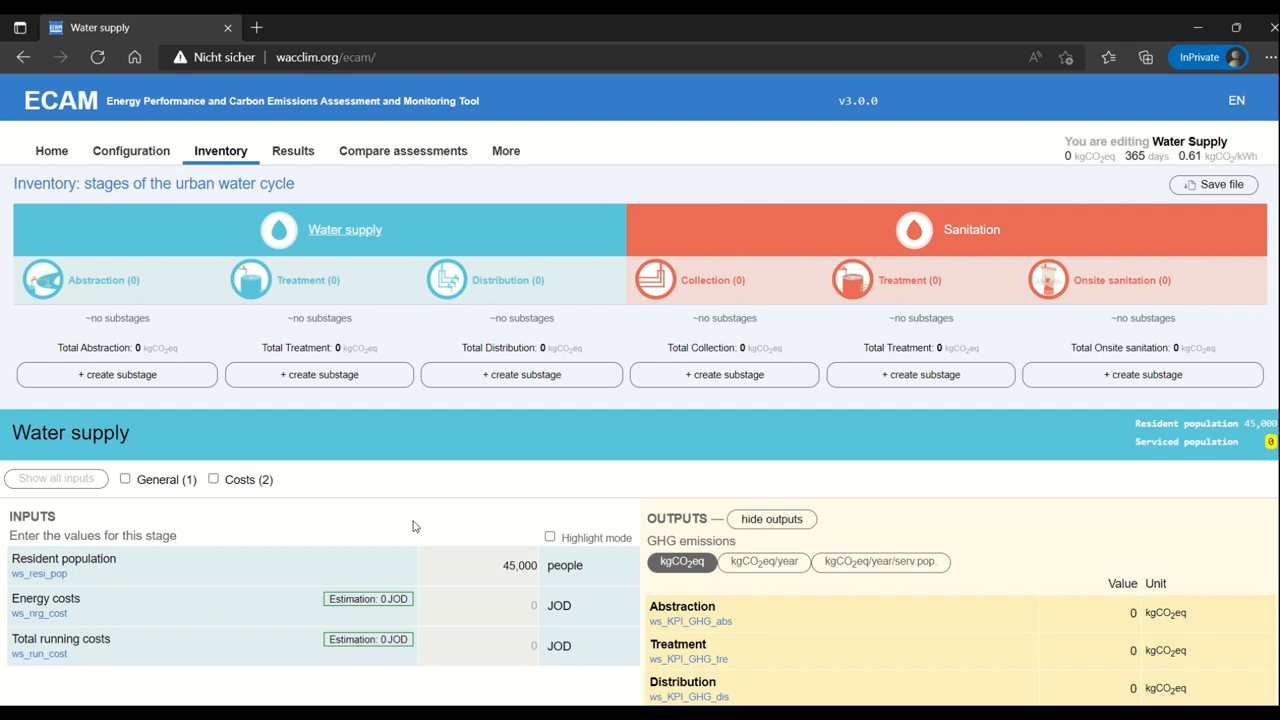 Water supply
Nicht sicher | wacclim.org/ecam/
InPrivate
ECAM Energy Performance and Carbon Emissions Assessment and Monitoring Tool v3.0.0 EN
Home Configuration Inventory Results Compare assessments More
You are editing Water Supply
0 kgCO₂eq 365 days 0.61 kgCO₂/kWh
Inventory: stages of the urban water cycle
Save file
Water supply Sanitation
Abstraction (0) Treatment (0) Distribution (0) Collection (0) Treatment (0) Onsite sanitation (0)
~no substages ~no substages ~no substages ~no substages ~no substages ~no substages
Total Abstraction: 0 kgCO₂eq Total Treatment: 0 kgCO₂eq Total Distribution: 0 kgCO₂eq Total Collection: 0 kgCO₂eq Total Treatment: 0 kgCO₂eq Total Onsite sanitation: 0 kgCO₂eq
+ create substage + create substage + create substage + create substage + create substage + create substage
Water supply
Resident population 45,000
Serviced population 0
Show all inputs General (1) Costs (2)
INPUTS
Enter the values for this stage
Highlight mode
Resident population 45,000 people
ws_resi_pop
Energy costs Estimation: 0 JOD 0 JOD
ws_nrg_cost
Total running costs Estimation: 0 JOD 0 JOD
ws_run_cost
OUTPUTS — hide outputs
GHG emissions
kgCO₂eq kgCO₂eq/year kgCO₂eq/year/serv.pop.
Value Unit
Abstraction 0 kgCO₂eq
ws_KPI_GHG_abs
Treatment 0 kgCO₂eq
ws_KPI_GHG_tre
Distribution 0 kgCO₂eq
ws_KPI_GHG_dis